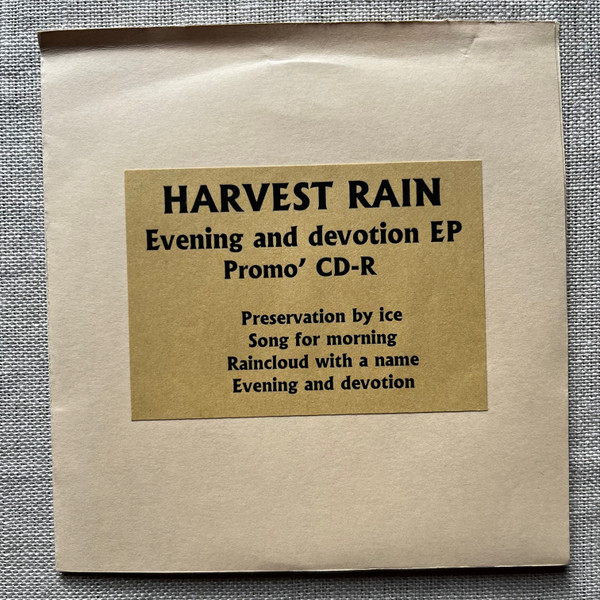 HARVEST RAIN
Evening and devotion EP
Promo' CD-R
Preservation by ice
Song for morning
Raincloud with a name
Evening and devotion